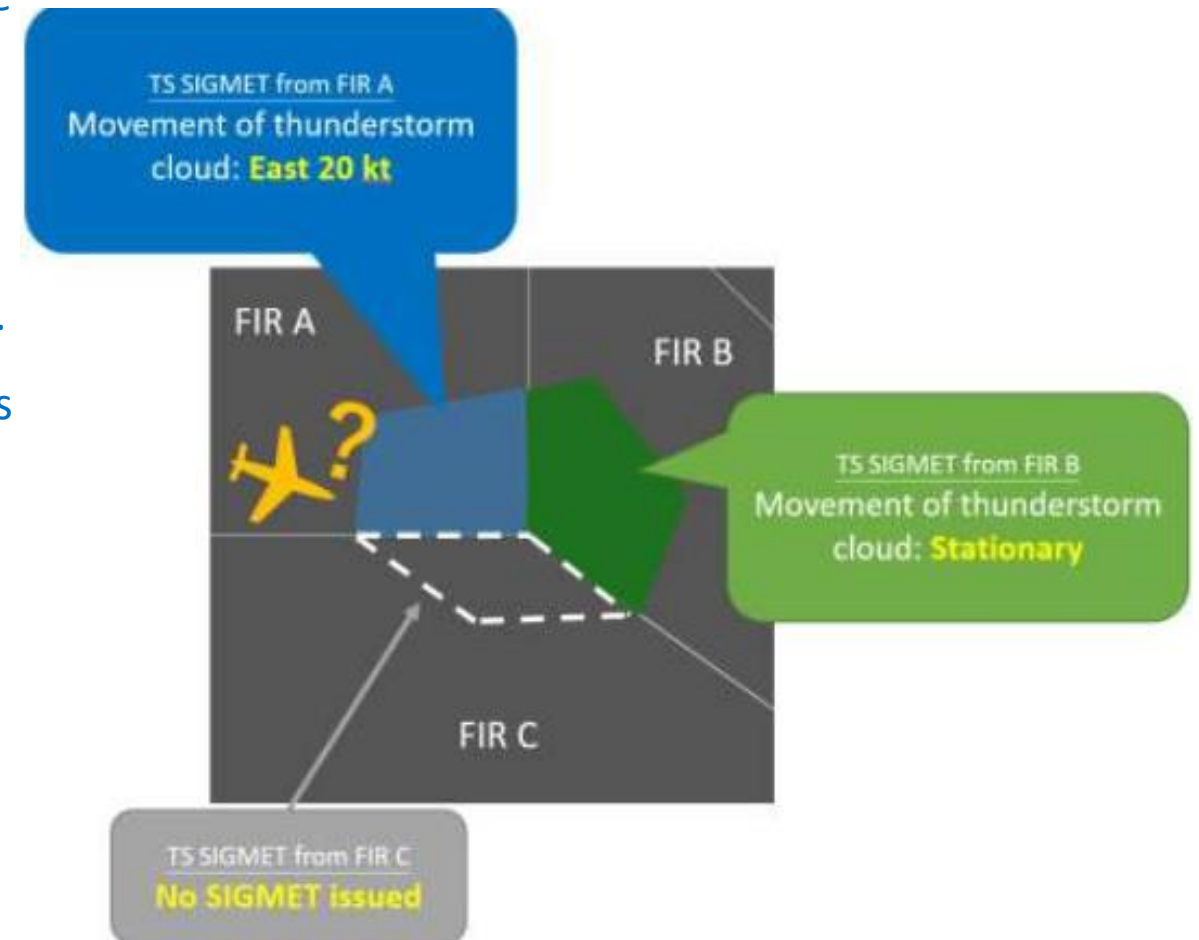 TS SIGMET from FIR A
Movement of thunderstorm
cloud: East 20 kt
FIR A
FIR B
?
s
TS SIGMET from FIR B
Movement of thunderstorm
cloud: Stationary
FIR C
TS SIGMET from FIR C
No SIGMET issued